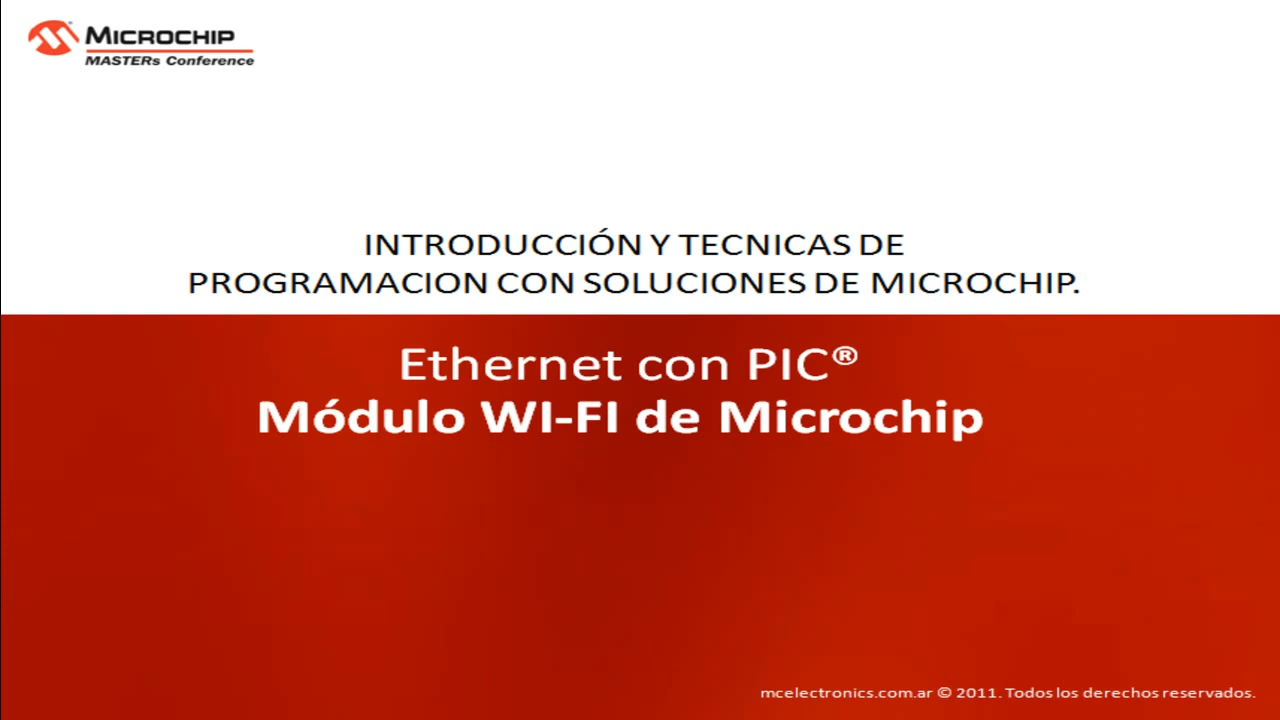 MICROCHIP
MASTERs Conference
INTRODUCCIÓN Y TECNICAS DE
PROGRAMACION CON SOLUCIONES DE MICROCHIP.
Ethernet con PIC®
Módulo WI-FI de Microchip
mcelectronics.com.ar © 2011. Todos los derechos reservados.